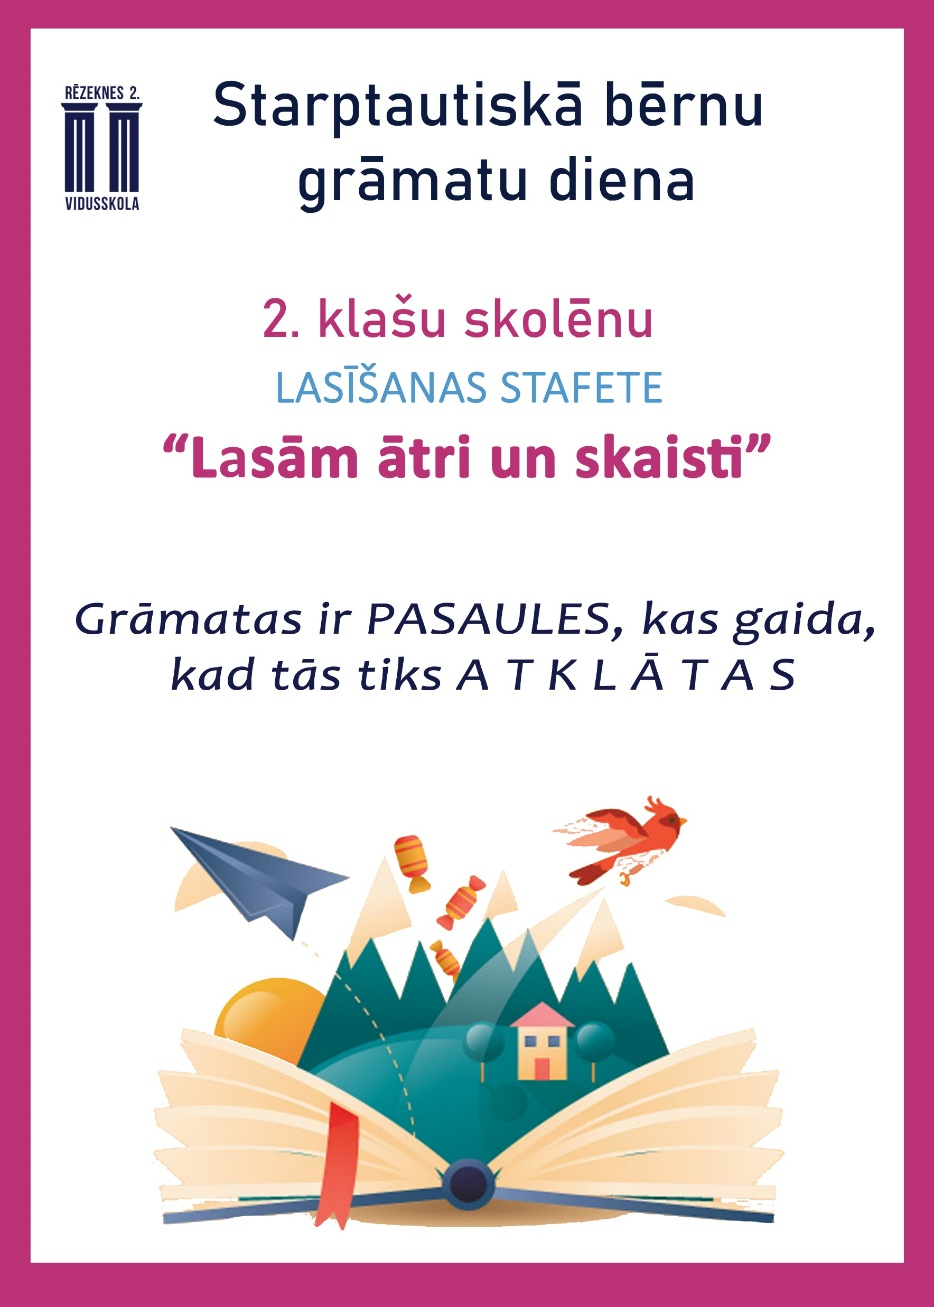 RĒZEKNES 2.
VIDUSSKOLA
Starptautiskā bērnu
grāmatu diena
2. klašu skolēnu
LASĪŠANAS STAFETE
“Lasām ātri un skaisti”
Grāmatas ir PASAULES, kas gaida,
kad tās tiks A T K L Ā T A S